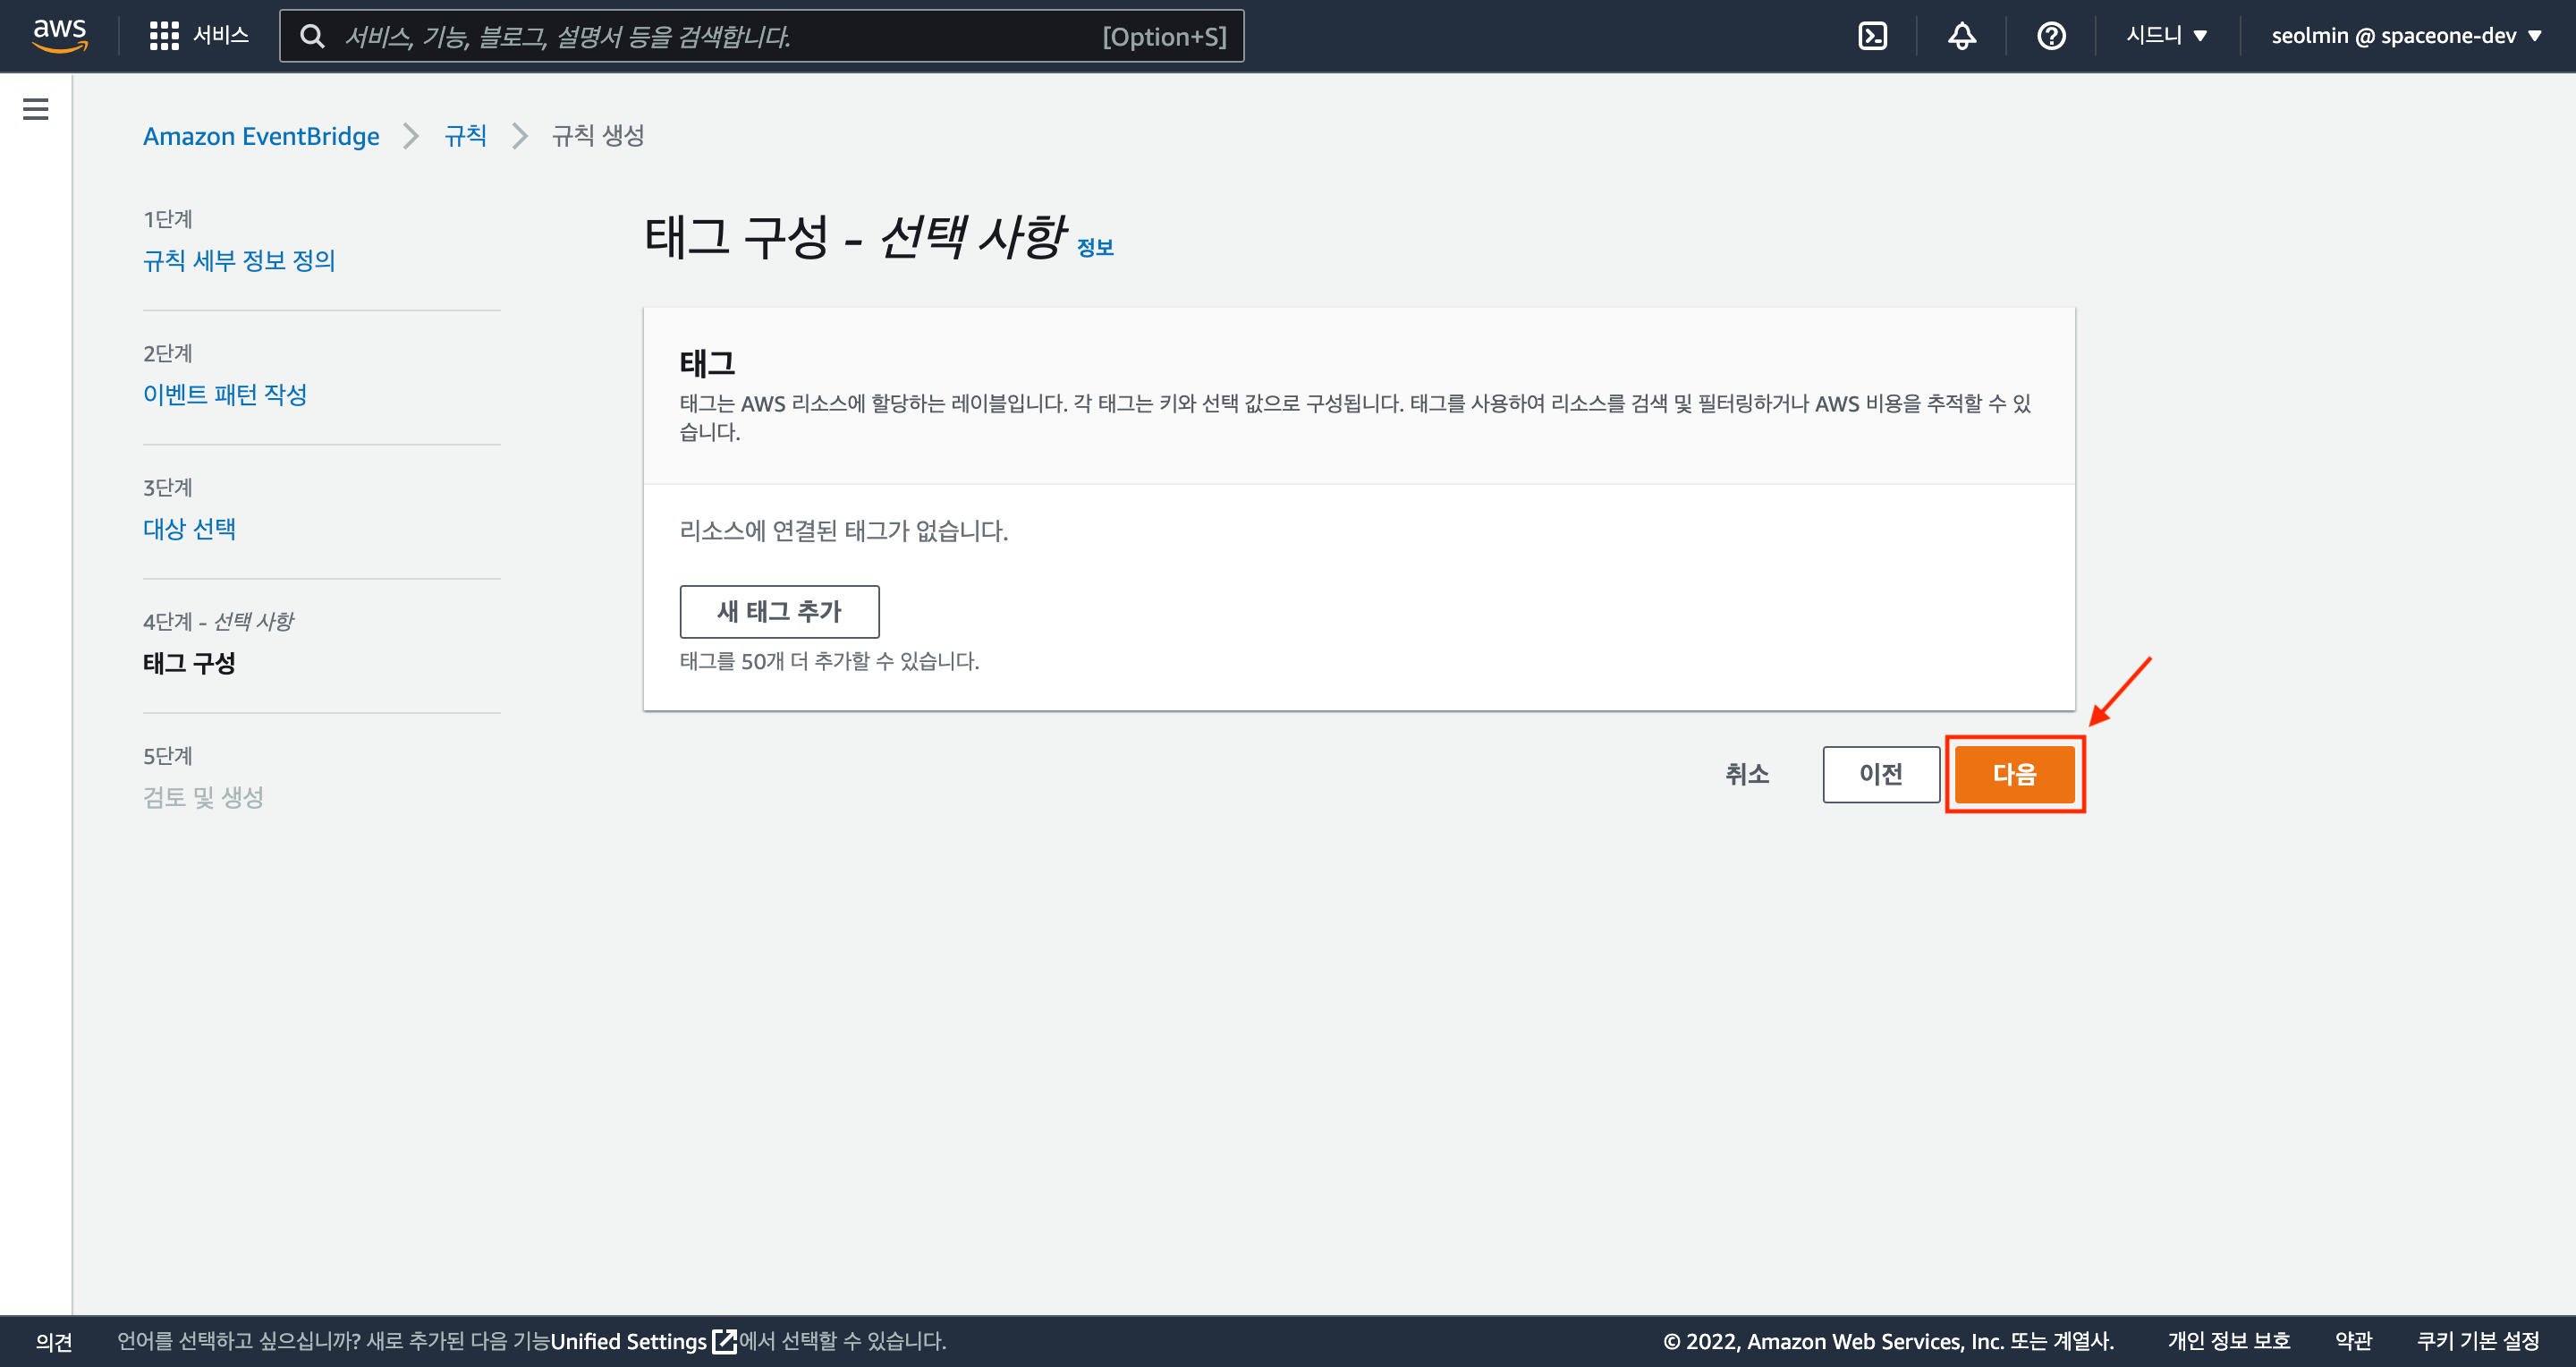 aws
서비스
서비스, 기능, 블로그, 설명서 등을 검색합니다.
[Option+S]
시드니
seolmin @ spaceone-dev
Amazon EventBridge
규칙
규칙 생성
1단계
규칙 세부 정보 정의
2단계
이벤트 패턴 작성
3단계
대상 선택
4단계 - 선택 사항
태그 구성
5단계
검토 및 생성
태그 구성 - 선택 사항 정보
태그
태그는 AWS 리소스에 할당하는 레이블입니다. 각 태그는 키와 선택 값으로 구성됩니다. 태그를 사용하여 리소스를 검색 및 필터링하거나 AWS 비용을 추적할 수 있
습니다.
리소스에 연결된 태그가 없습니다.
새 태그 추가
태그를 50개 더 추가할 수 있습니다.
취소
이전
다음
의견
언어를 선택하고 싶으십니까? 새로 추가된 다음 기능Unified Settings에서 선택할 수 있습니다.
© 2022, Amazon Web Services, Inc. 또는 계열사.
개인 정보 보호
약관
쿠키 기본 설정